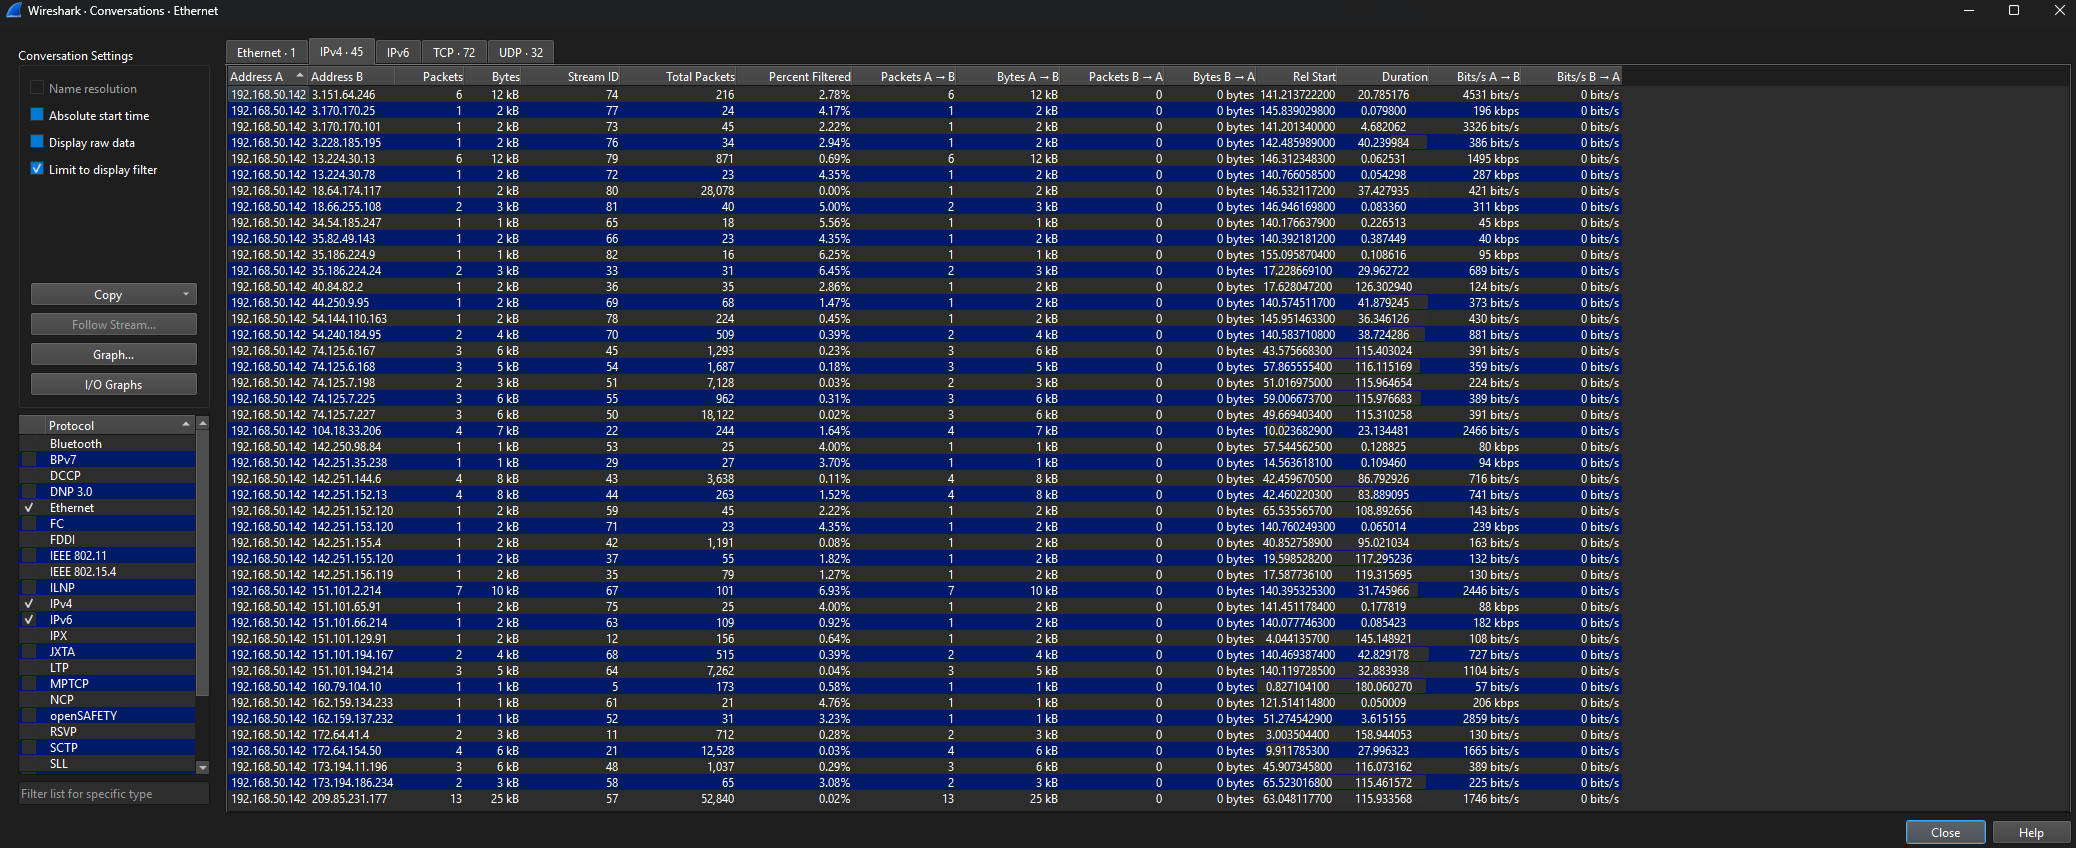 Wireshark · Conversations · Ethernet
Conversation Settings
Name resolution
Absolute start time
Display raw data
Limit to display filter
Copy
Follow Stream...
Graph...
I/O Graphs
Protocol
Bluetooth
BPv7
DCCP
DNP 3.0
Ethernet
FC
FDDI
IEEE 802.11
IEEE 802.15.4
ILNP
IPv4
IPv6
IPX
JXTA
LTP
MPTCP
NCP
openSAFETY
RSVP
SCTP
SLL
Filter list for specific type
Ethernet · 1 IPv4 · 45 IPv6 TCP · 72 UDP · 32
Address A Address B Packets Bytes Stream ID Total Packets Percent Filtered Packets A → B Bytes A → B Packets B → A Bytes B → A Rel Start Duration Bits/s A → B Bits/s B → A
192.168.50.142 3.151.64.246 6 12 kB 74 216 2.78% 6 12 kB 0 0 bytes 141.213722200 20.785176 4531 bits/s 0 bits/s
192.168.50.142 3.170.170.25 1 2 kB 77 24 4.17% 1 2 kB 0 0 bytes 145.839029800 0.079800 196 kbps 0 bits/s
192.168.50.142 3.170.170.101 1 2 kB 73 45 2.22% 1 2 kB 0 0 bytes 141.201340000 4.682062 3326 bits/s 0 bits/s
192.168.50.142 3.228.185.195 1 2 kB 76 34 2.94% 1 2 kB 0 0 bytes 142.485989000 40.239984 386 bits/s 0 bits/s
192.168.50.142 13.224.30.13 6 12 kB 79 871 0.69% 6 12 kB 0 0 bytes 146.312348300 0.062531 1495 kbps 0 bits/s
192.168.50.142 13.224.30.78 1 2 kB 72 23 4.35% 1 2 kB 0 0 bytes 140.766058500 0.054298 287 kbps 0 bits/s
192.168.50.142 18.64.174.117 1 2 kB 80 28,078 0.00% 1 2 kB 0 0 bytes 146.532117200 37.427935 421 bits/s 0 bits/s
192.168.50.142 18.66.255.108 2 3 kB 81 40 5.00% 2 3 kB 0 0 bytes 146.946169800 0.083360 311 kbps 0 bits/s
192.168.50.142 34.54.185.247 1 1 kB 65 18 5.56% 1 1 kB 0 0 bytes 140.176637900 0.226513 45 kbps 0 bits/s
192.168.50.142 35.82.49.143 1 2 kB 66 23 4.35% 1 2 kB 0 0 bytes 140.392181200 0.387449 40 kbps 0 bits/s
192.168.50.142 35.186.224.9 1 1 kB 82 16 6.25% 1 1 kB 0 0 bytes 155.095870400 0.108616 95 kbps 0 bits/s
192.168.50.142 35.186.224.24 2 3 kB 33 31 6.45% 2 3 kB 0 0 bytes 17.228669100 29.962722 689 bits/s 0 bits/s
192.168.50.142 40.84.82.2 1 2 kB 36 35 2.86% 1 2 kB 0 0 bytes 17.628047200 126.302940 124 bits/s 0 bits/s
192.168.50.142 44.250.9.95 1 2 kB 69 68 1.47% 1 2 kB 0 0 bytes 140.574511700 41.879245 373 bits/s 0 bits/s
192.168.50.142 54.144.110.163 1 2 kB 78 224 0.45% 1 2 kB 0 0 bytes 145.951463300 36.346126 430 bits/s 0 bits/s
192.168.50.142 54.240.184.95 2 4 kB 70 509 0.39% 2 4 kB 0 0 bytes 140.583710800 38.724286 881 bits/s 0 bits/s
192.168.50.142 74.125.6.167 3 6 kB 45 1,293 0.23% 3 6 kB 0 0 bytes 43.575668300 115.403024 391 bits/s 0 bits/s
192.168.50.142 74.125.6.168 3 5 kB 54 1,687 0.18% 3 5 kB 0 0 bytes 57.865555400 116.115169 359 bits/s 0 bits/s
192.168.50.142 74.125.7.198 2 3 kB 51 7,128 0.03% 2 3 kB 0 0 bytes 51.016975000 115.964654 224 bits/s 0 bits/s
192.168.50.142 74.125.7.225 3 6 kB 55 962 0.31% 3 6 kB 0 0 bytes 59.006673700 115.976683 389 bits/s 0 bits/s
192.168.50.142 74.125.7.227 3 6 kB 50 18,122 0.02% 3 6 kB 0 0 bytes 49.669403400 115.310258 391 bits/s 0 bits/s
192.168.50.142 104.18.33.206 4 7 kB 22 244 1.64% 4 7 kB 0 0 bytes 10.023682900 23.134481 2466 bits/s 0 bits/s
192.168.50.142 142.250.98.84 1 1 kB 53 25 4.00% 1 1 kB 0 0 bytes 57.544562500 0.128825 80 kbps 0 bits/s
192.168.50.142 142.251.35.238 1 1 kB 29 27 3.70% 1 1 kB 0 0 bytes 14.563618100 0.109460 94 kbps 0 bits/s
192.168.50.142 142.251.144.6 4 8 kB 43 3,638 0.11% 4 8 kB 0 0 bytes 42.459670500 86.792926 716 bits/s 0 bits/s
192.168.50.142 142.251.152.13 4 8 kB 44 263 1.52% 4 8 kB 0 0 bytes 42.460220300 83.889095 741 bits/s 0 bits/s
192.168.50.142 142.251.152.120 1 2 kB 59 45 2.22% 1 2 kB 0 0 bytes 65.535565700 108.892656 143 bits/s 0 bits/s
192.168.50.142 142.251.153.120 1 2 kB 71 23 4.35% 1 2 kB 0 0 bytes 140.760249300 0.065014 239 kbps 0 bits/s
192.168.50.142 142.251.155.4 1 2 kB 42 1,191 0.08% 1 2 kB 0 0 bytes 40.852758900 95.021034 163 bits/s 0 bits/s
192.168.50.142 142.251.155.120 1 2 kB 37 55 1.82% 1 2 kB 0 0 bytes 19.598528200 117.295236 132 bits/s 0 bits/s
192.168.50.142 142.251.156.119 1 2 kB 35 79 1.27% 1 2 kB 0 0 bytes 17.587736100 119.315695 130 bits/s 0 bits/s
192.168.50.142 151.101.2.214 7 10 kB 67 101 6.93% 7 10 kB 0 0 bytes 140.395325300 31.745966 2446 bits/s 0 bits/s
192.168.50.142 151.101.65.91 1 2 kB 75 25 4.00% 1 2 kB 0 0 bytes 141.451178400 0.177819 88 kbps 0 bits/s
192.168.50.142 151.101.66.214 1 2 kB 63 109 0.92% 1 2 kB 0 0 bytes 140.077746300 0.085423 182 kbps 0 bits/s
192.168.50.142 151.101.129.91 1 2 kB 12 156 0.64% 1 2 kB 0 0 bytes 4.044135700 145.148921 108 bits/s 0 bits/s
192.168.50.142 151.101.194.167 2 4 kB 68 515 0.39% 2 4 kB 0 0 bytes 140.469387400 42.829178 727 bits/s 0 bits/s
192.168.50.142 151.101.194.214 3 5 kB 64 7,262 0.04% 3 5 kB 0 0 bytes 140.119728500 32.883938 1104 bits/s 0 bits/s
192.168.50.142 160.79.104.10 1 1 kB 5 173 0.58% 1 1 kB 0 0 bytes 0.827104100 180.060270 57 bits/s 0 bits/s
192.168.50.142 162.159.134.233 1 1 kB 61 21 4.76% 1 1 kB 0 0 bytes 121.514114800 0.050009 206 kbps 0 bits/s
192.168.50.142 162.159.137.232 1 1 kB 52 31 3.23% 1 1 kB 0 0 bytes 51.274542900 3.615155 2859 bits/s 0 bits/s
192.168.50.142 172.64.41.4 2 3 kB 11 712 0.28% 2 3 kB 0 0 bytes 3.003504400 158.944053 130 bits/s 0 bits/s
192.168.50.142 172.64.154.50 4 6 kB 21 12,528 0.03% 4 6 kB 0 0 bytes 9.911785300 27.996323 1665 bits/s 0 bits/s
192.168.50.142 173.194.11.196 3 6 kB 48 1,037 0.29% 3 6 kB 0 0 bytes 45.907345800 116.073162 389 bits/s 0 bits/s
192.168.50.142 173.194.186.234 2 3 kB 58 65 3.08% 2 3 kB 0 0 bytes 65.523016800 115.461572 225 bits/s 0 bits/s
192.168.50.142 209.85.231.177 13 25 kB 57 52,840 0.02% 13 25 kB 0 0 bytes 63.048117700 115.933568 1746 bits/s 0 bits/s
Close Help